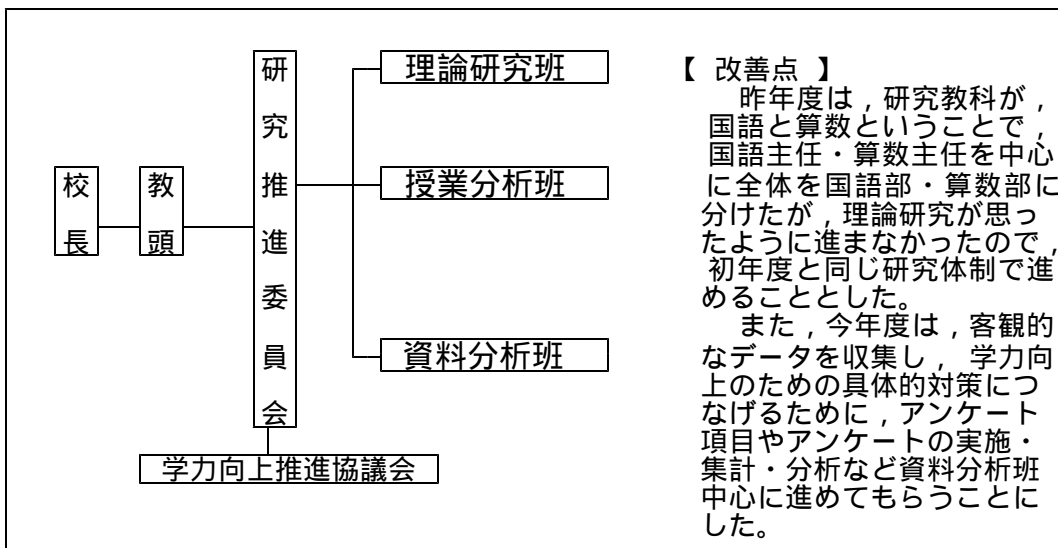 校長
教頭
研究推進委員会
理論研究班
授業分析班
資料分析班
学力向上推進協議会
【 改善点 】
昨年度は，研究教科が，
国語と算数ということで，
国語主任・算数主任を中心
に全体を国語部・算数部に
分けたが，理論研究が思っ
たように進まなかったので，
初年度と同じ研究体制で進
めることとした。
また，今年度は，客観的
なデータを収集し， 学力向
上のための具体的対策につ
なげるために，アンケート
項目やアンケートの実施・
集計・分析など資料分析班
中心に進めてもらうことに
した。